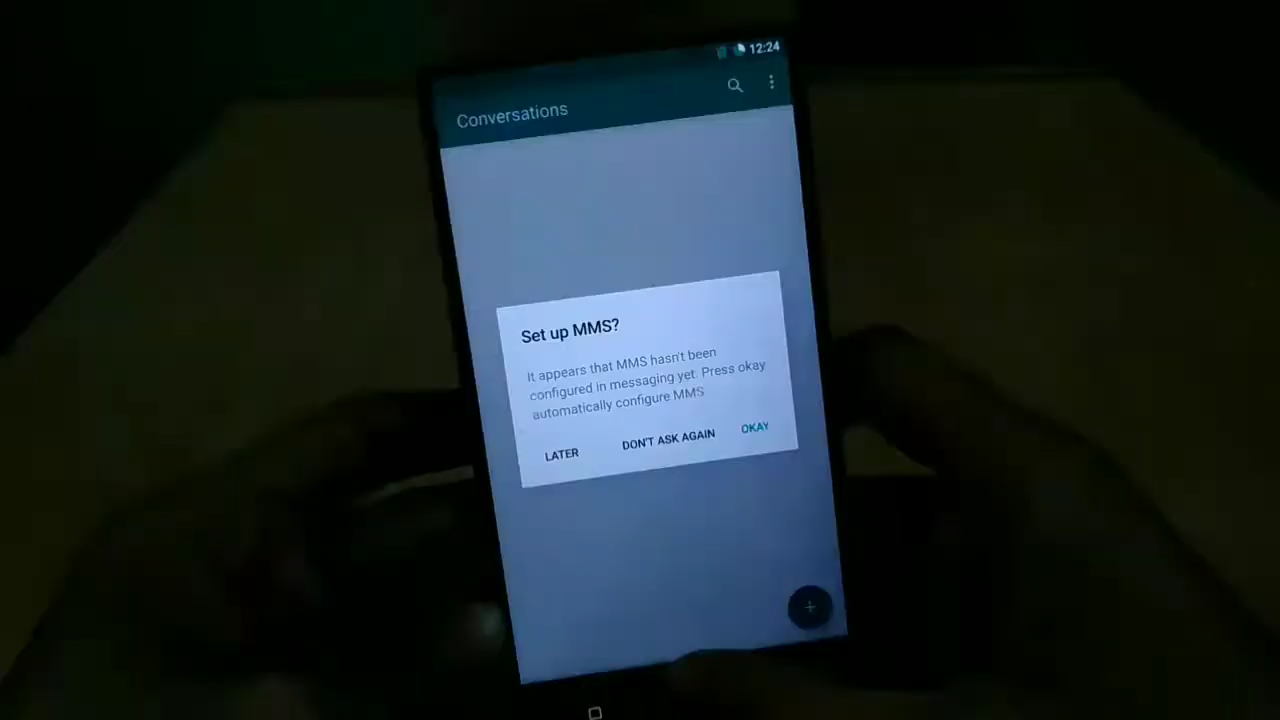 12:24
Conversations
Set up MMS?
It appears that MMS hasn't been
configured in messaging yet. Press okay
automatically configure MMS
LATER DON'T ASK AGAIN OKAY